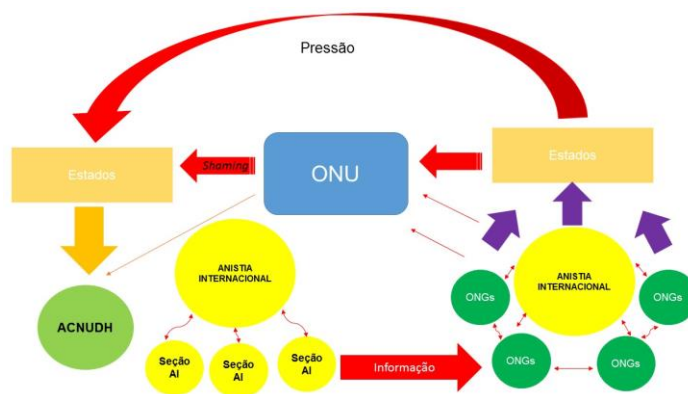 Pressão
Estados
Shaming
ONU
Estados
ANISTIA
INTERNACIONAL
ANISTIA
INTERNACIONAL
ONGs
ONGs
ACNUDH
Seção
AI
Seção
AI
Seção
AI
Informação
ONGs
ONGs